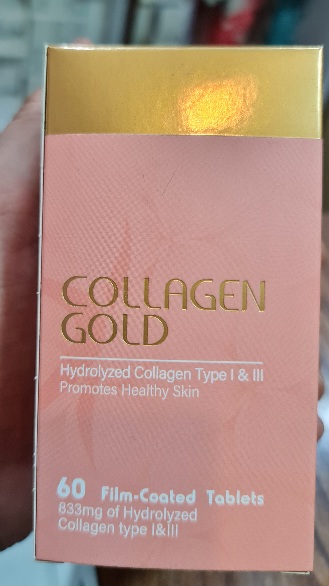 COLLAGEN
GOLD
Hydrolyzed Collagen Type I & III
Promotes Healthy Skin
60 Film-Coated Tablets
833mg of Hydrolyzed
Collagen type I&III